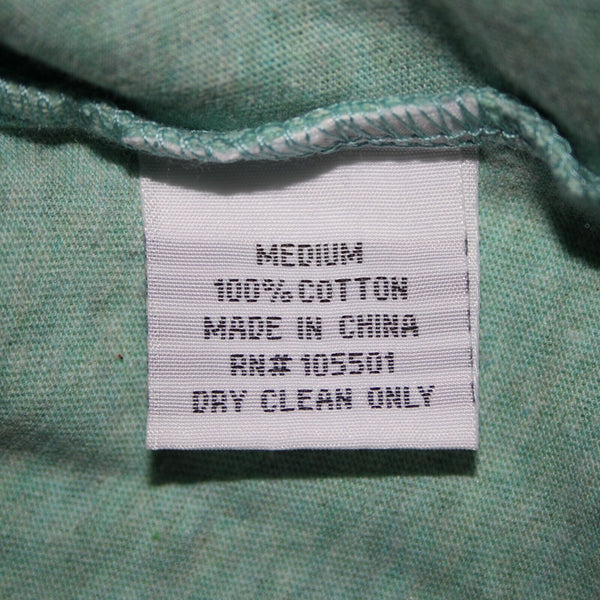 MEDIUM
100% COTTON
MADE IN CHINA
RN# 105501
DRY CLEAN ONLY